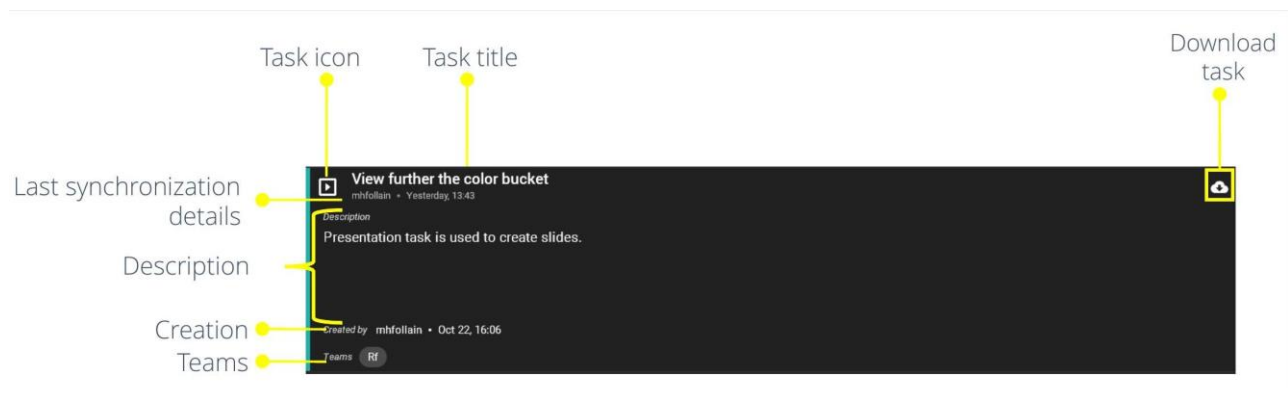 Task icon
Task title
Download
task
View further the color bucket
mhfollain • Yesterday, 13:43
Last synchronization
details
Description
Presentation task is used to create slides.
Description
Creation
Created by mhfollain • Oct 22, 16:06
Teams
Teams Rf